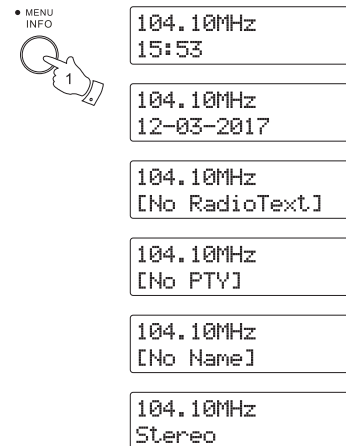 • MENU
INFO
1
104.10MHz
15:53
104.10MHz
12-03-2017
104.10MHz
[No RadioText]
104.10MHz
[No PTY]
104.10MHz
[No Name]
104.10MHz
Stereo